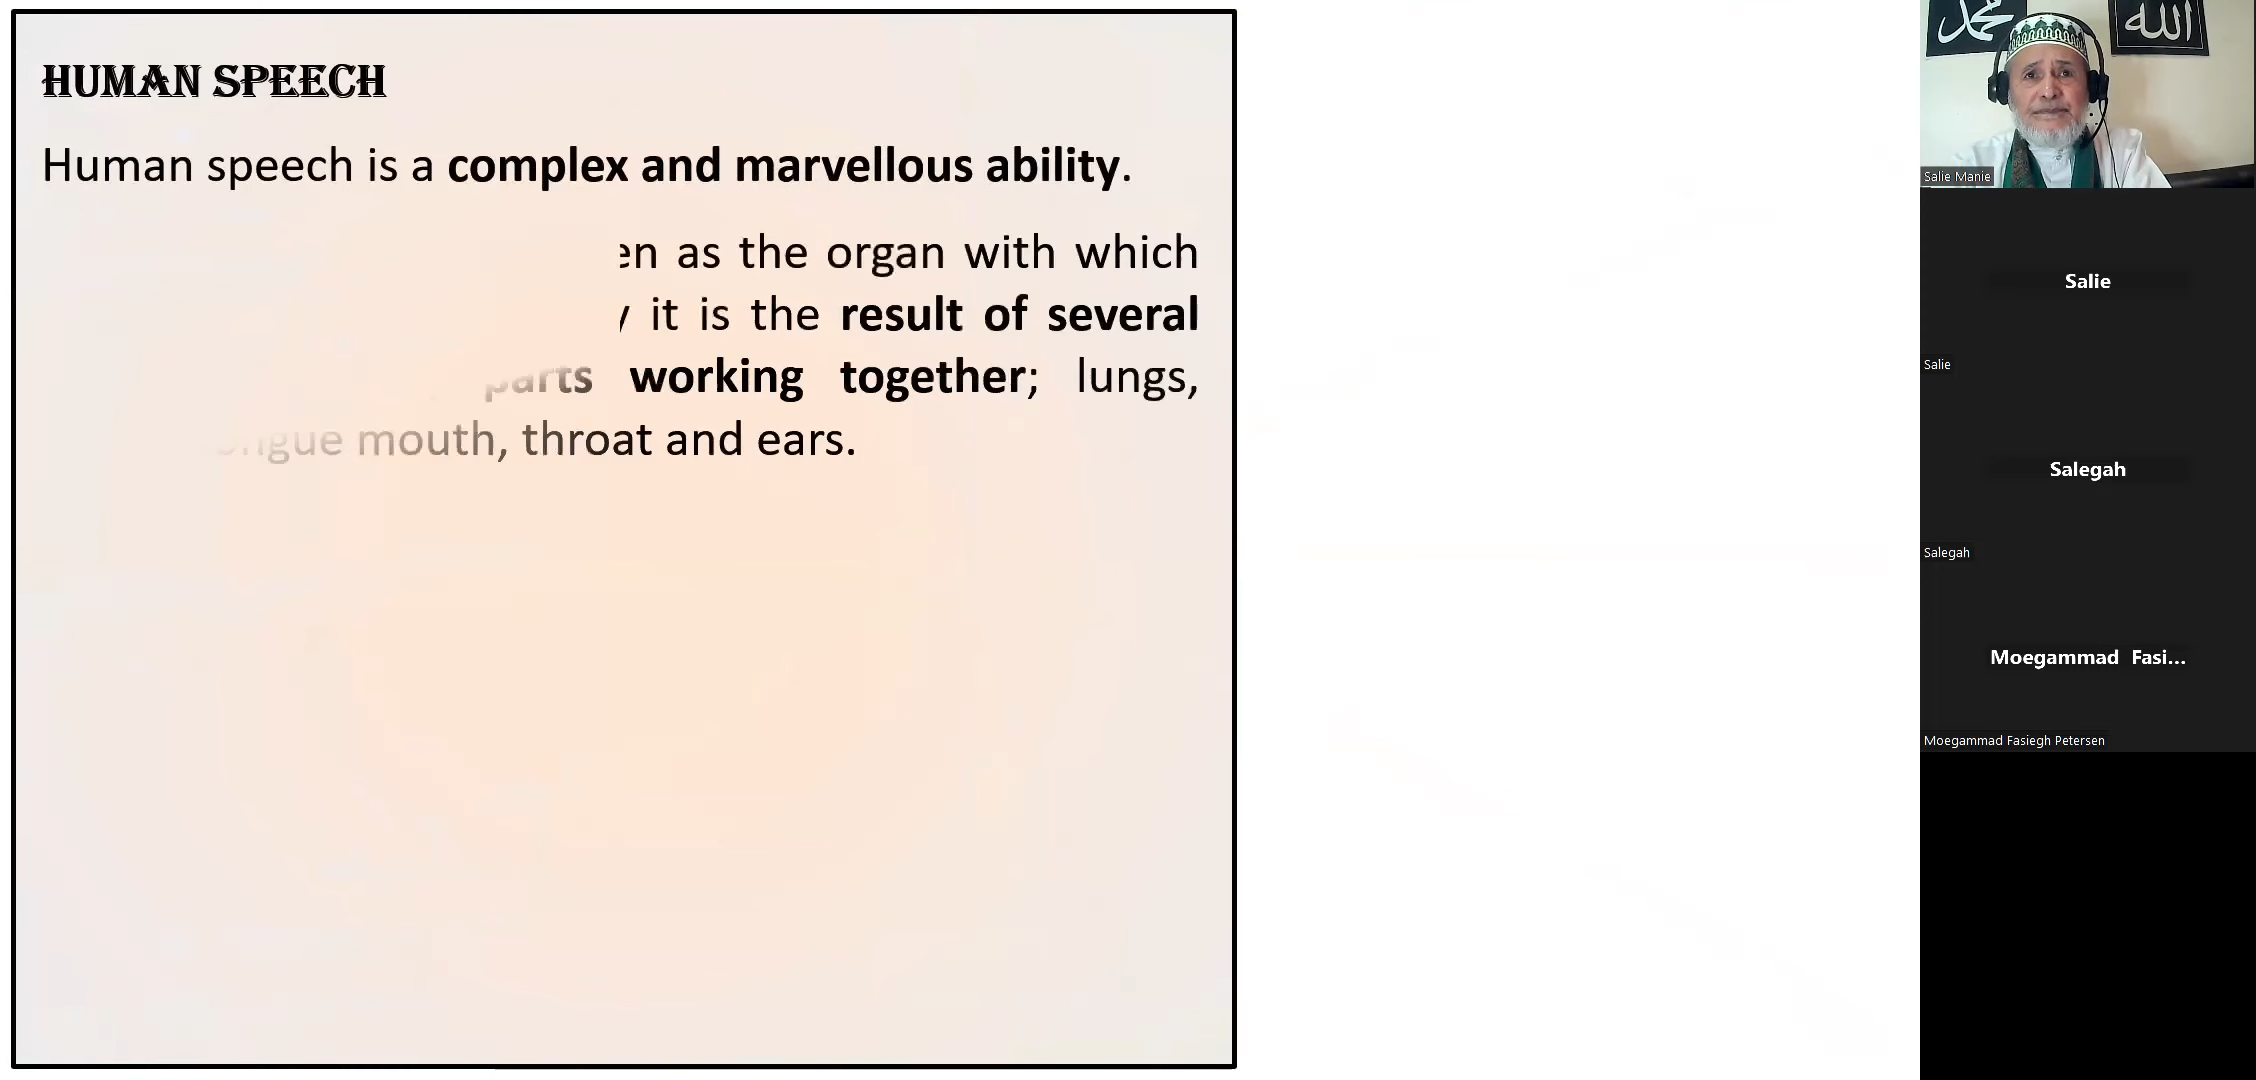 HUMAN SPEECH
Human speech is a complex and marvellous ability.
as the organ with which
it is the result of several
parts working together; lungs,
mouth, throat and ears.
محمد
الله
Salie Manie
Salie
Salie
Salegah
Salegah
Moegammad Fasi...
Moegammad Fasiegh Petersen